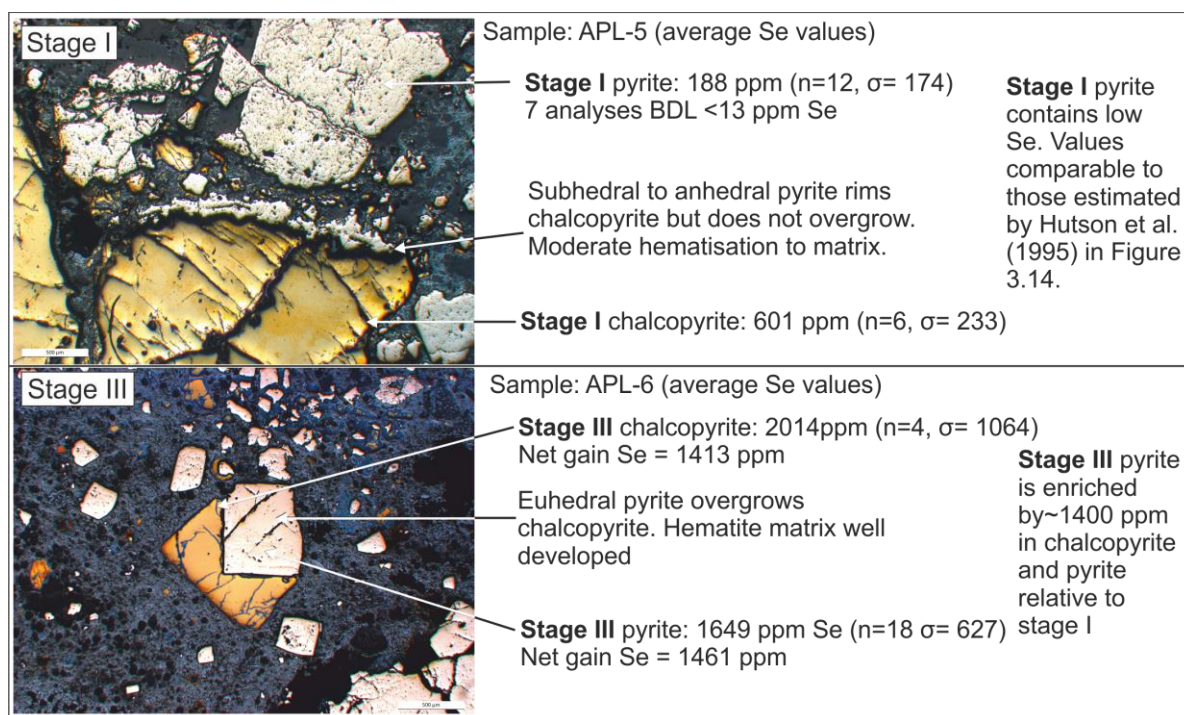 Stage I
Sample: APL-5 (average Se values)
Stage I pyrite: 188 ppm (n=12, σ= 174)
7 analyses BDL <13 ppm Se
Subhedral to anhedral pyrite rims
chalcopyrite but does not overgrow.
Moderate hematisation to matrix.
Stage I chalcopyrite: 601 ppm (n=6, σ= 233)
Stage I pyrite
contains low
Se. Values
comparable to
those estimated
by Hutson et al.
(1995) in Figure
3.14.
500 µm
Stage III
Sample: APL-6 (average Se values)
Stage III chalcopyrite: 2014ppm (n=4, σ= 1064)
Net gain Se = 1413 ppm
Euhedral pyrite overgrows
chalcopyrite. Hematite matrix well
developed
Stage III pyrite: 1649 ppm Se (n=18 σ= 627)
Net gain Se = 1461 ppm
Stage III pyrite
is enriched
by~1400 ppm
in chalcopyrite
and pyrite
relative to
stage I
500 µm